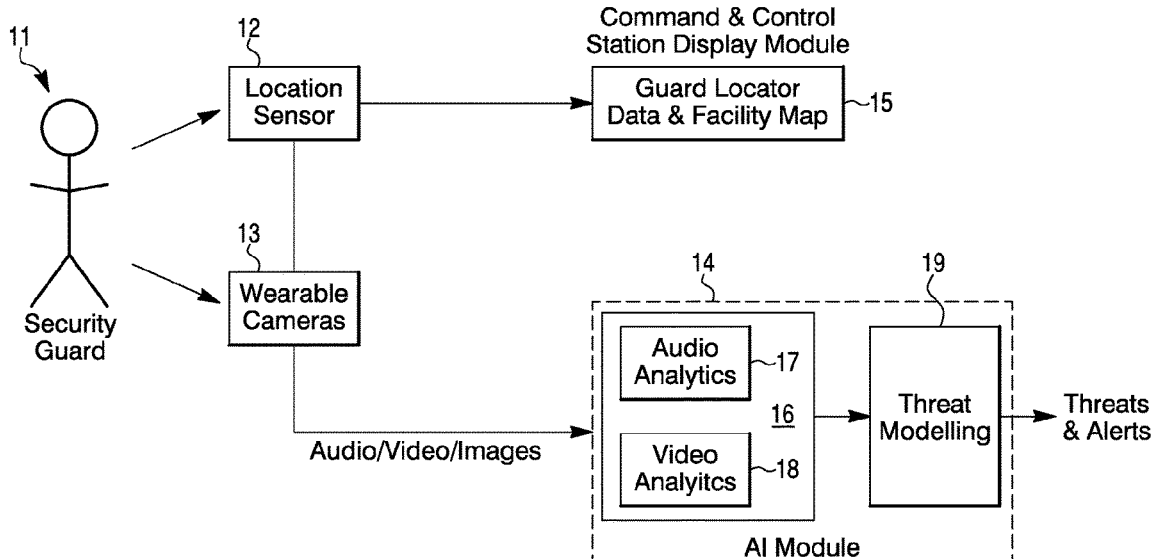 11
12
Command & Control
Station Display Module
Location
Sensor
Guard Locator
Data & Facility Map
15
13
Wearable
Cameras
Security
Guard
14
19
Audio
Analytics
17
16
Threat
Modelling
Threats
& Alerts
Audio/Video/Images
Video
Analyitcs
18
AI Module